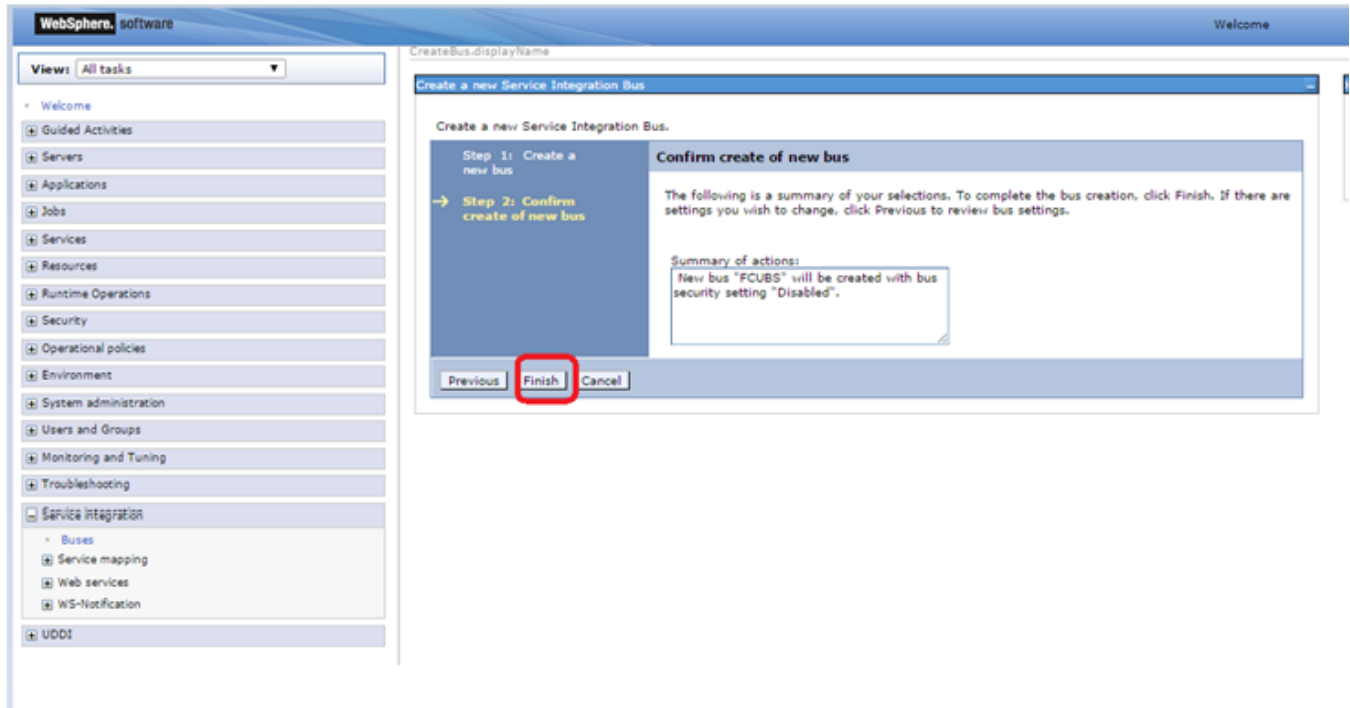 WebSphere. software
Welcome
View: All tasks
Welcome
Guided Activities
Servers
Applications
Jobs
Services
Resources
Runtime Operations
Security
Operational policies
Environment
System administration
Users and Groups
Monitoring and Tuning
Troubleshooting
Service integration
Buses
Service mapping
Web services
WS-Notification
UDDI
CreateBus.displayName
Create a new Service Integration Bus
Create a new Service Integration Bus.
Step 1: Create a
new bus
Step 2: Confirm
create of new bus
Confirm create of new bus
The following is a summary of your selections. To complete the bus creation, click Finish. If there are
settings you wish to change, click Previous to review bus settings.
Summary of actions:
New bus "FCUBS" will be created with bus
security setting "Disabled".
Previous Finish Cancel